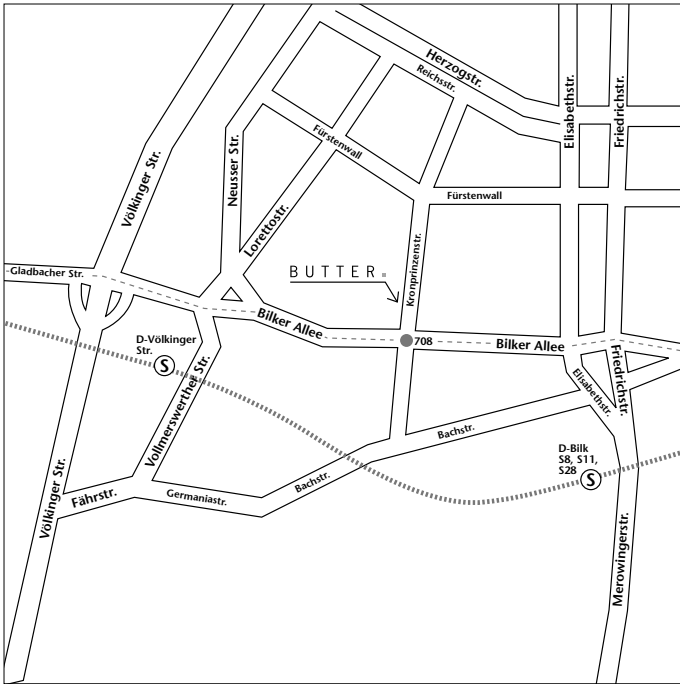 Herzogstr.
Reichsstr.
Elisabethstr.
Friedrichstr.
Fürstenwall
Neusser Str.
Völkinger Str.
Lorettostr.
Fürstenwall
Kronprinzenstr.
Gladbacher Str.
BUTTER.
Bilker Allee
708
Bilker Allee
D-Völkinger
Str.
S
Vollmerswerther Str.
Elisabethstr.
Friedrichstr.
Bachstr.
D-Bilk
S8, S11,
S28
S
Bachstr.
Völkinger Str.
Fährstr.
Germaniastr.
Merowingerstr.